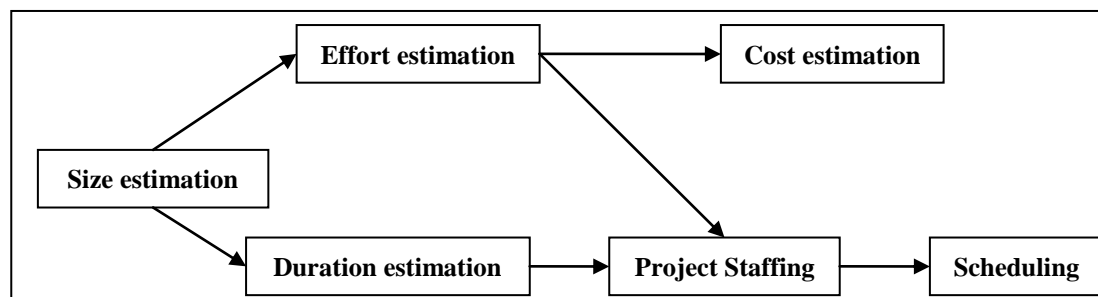 Effort estimation
Cost estimation
Size estimation
Duration estimation
Project Staffing
Scheduling